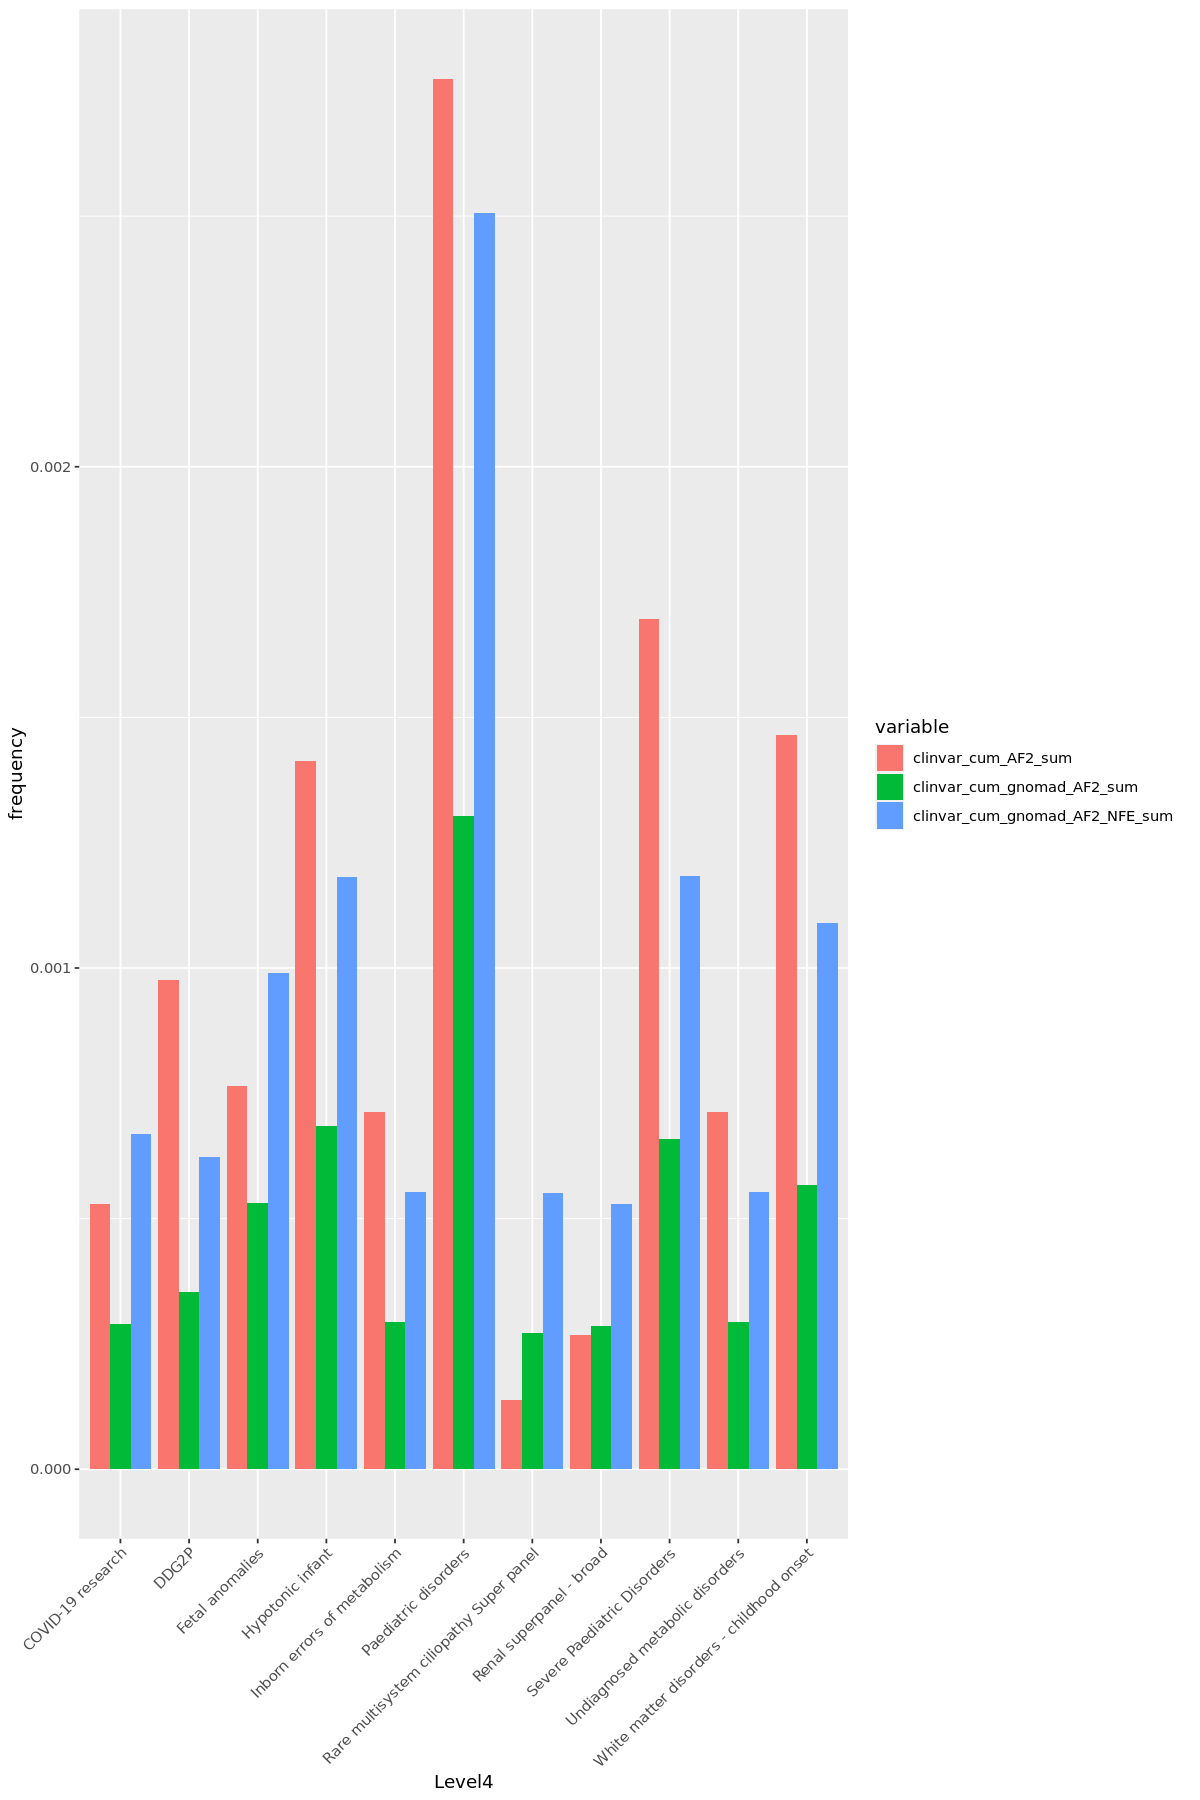 frequency
0.002
0.001
0.000
COVID-19 research
DDG2P
Fetal anomalies
Hypotonic infant
Inborn errors of metabolism
Paediatric disorders
Rare multisystem ciliopathy Super panel
Renal superpanel - broad
Severe Paediatric Disorders
Undiagnosed metabolic disorders
White matter disorders - childhood onset
Level4
variable
clinvar_cum_AF2_sum
clinvar_cum_gnomad_AF2_sum
clinvar_cum_gnomad_AF2_NFE_sum